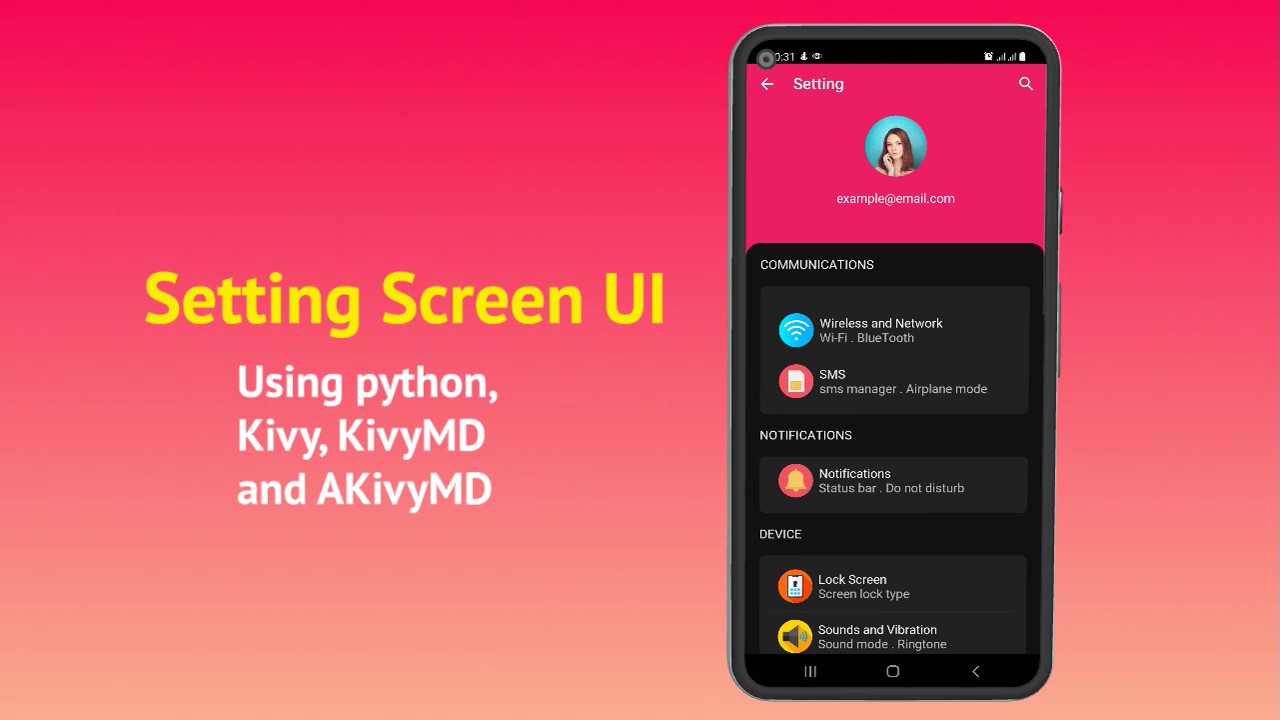 Setting Screen UI
Using python,
Kivy, KivyMD
and AKivyMD
0:31
Setting
example@email.com
COMMUNICATIONS
Wireless and Network
Wi-Fi . BlueTooth
SMS
sms manager . Airplane mode
NOTIFICATIONS
Notifications
Status bar . Do not disturb
DEVICE
Lock Screen
Screen lock type
Sounds and Vibration
Sound mode . Ringtone